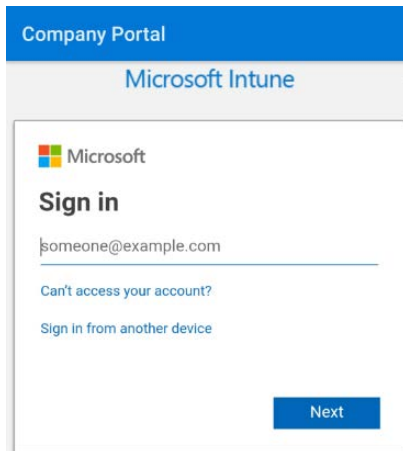 Company Portal
Microsoft Intune
Microsoft
Sign in
someone@example.com
Can't access your account?
Sign in from another device
Next